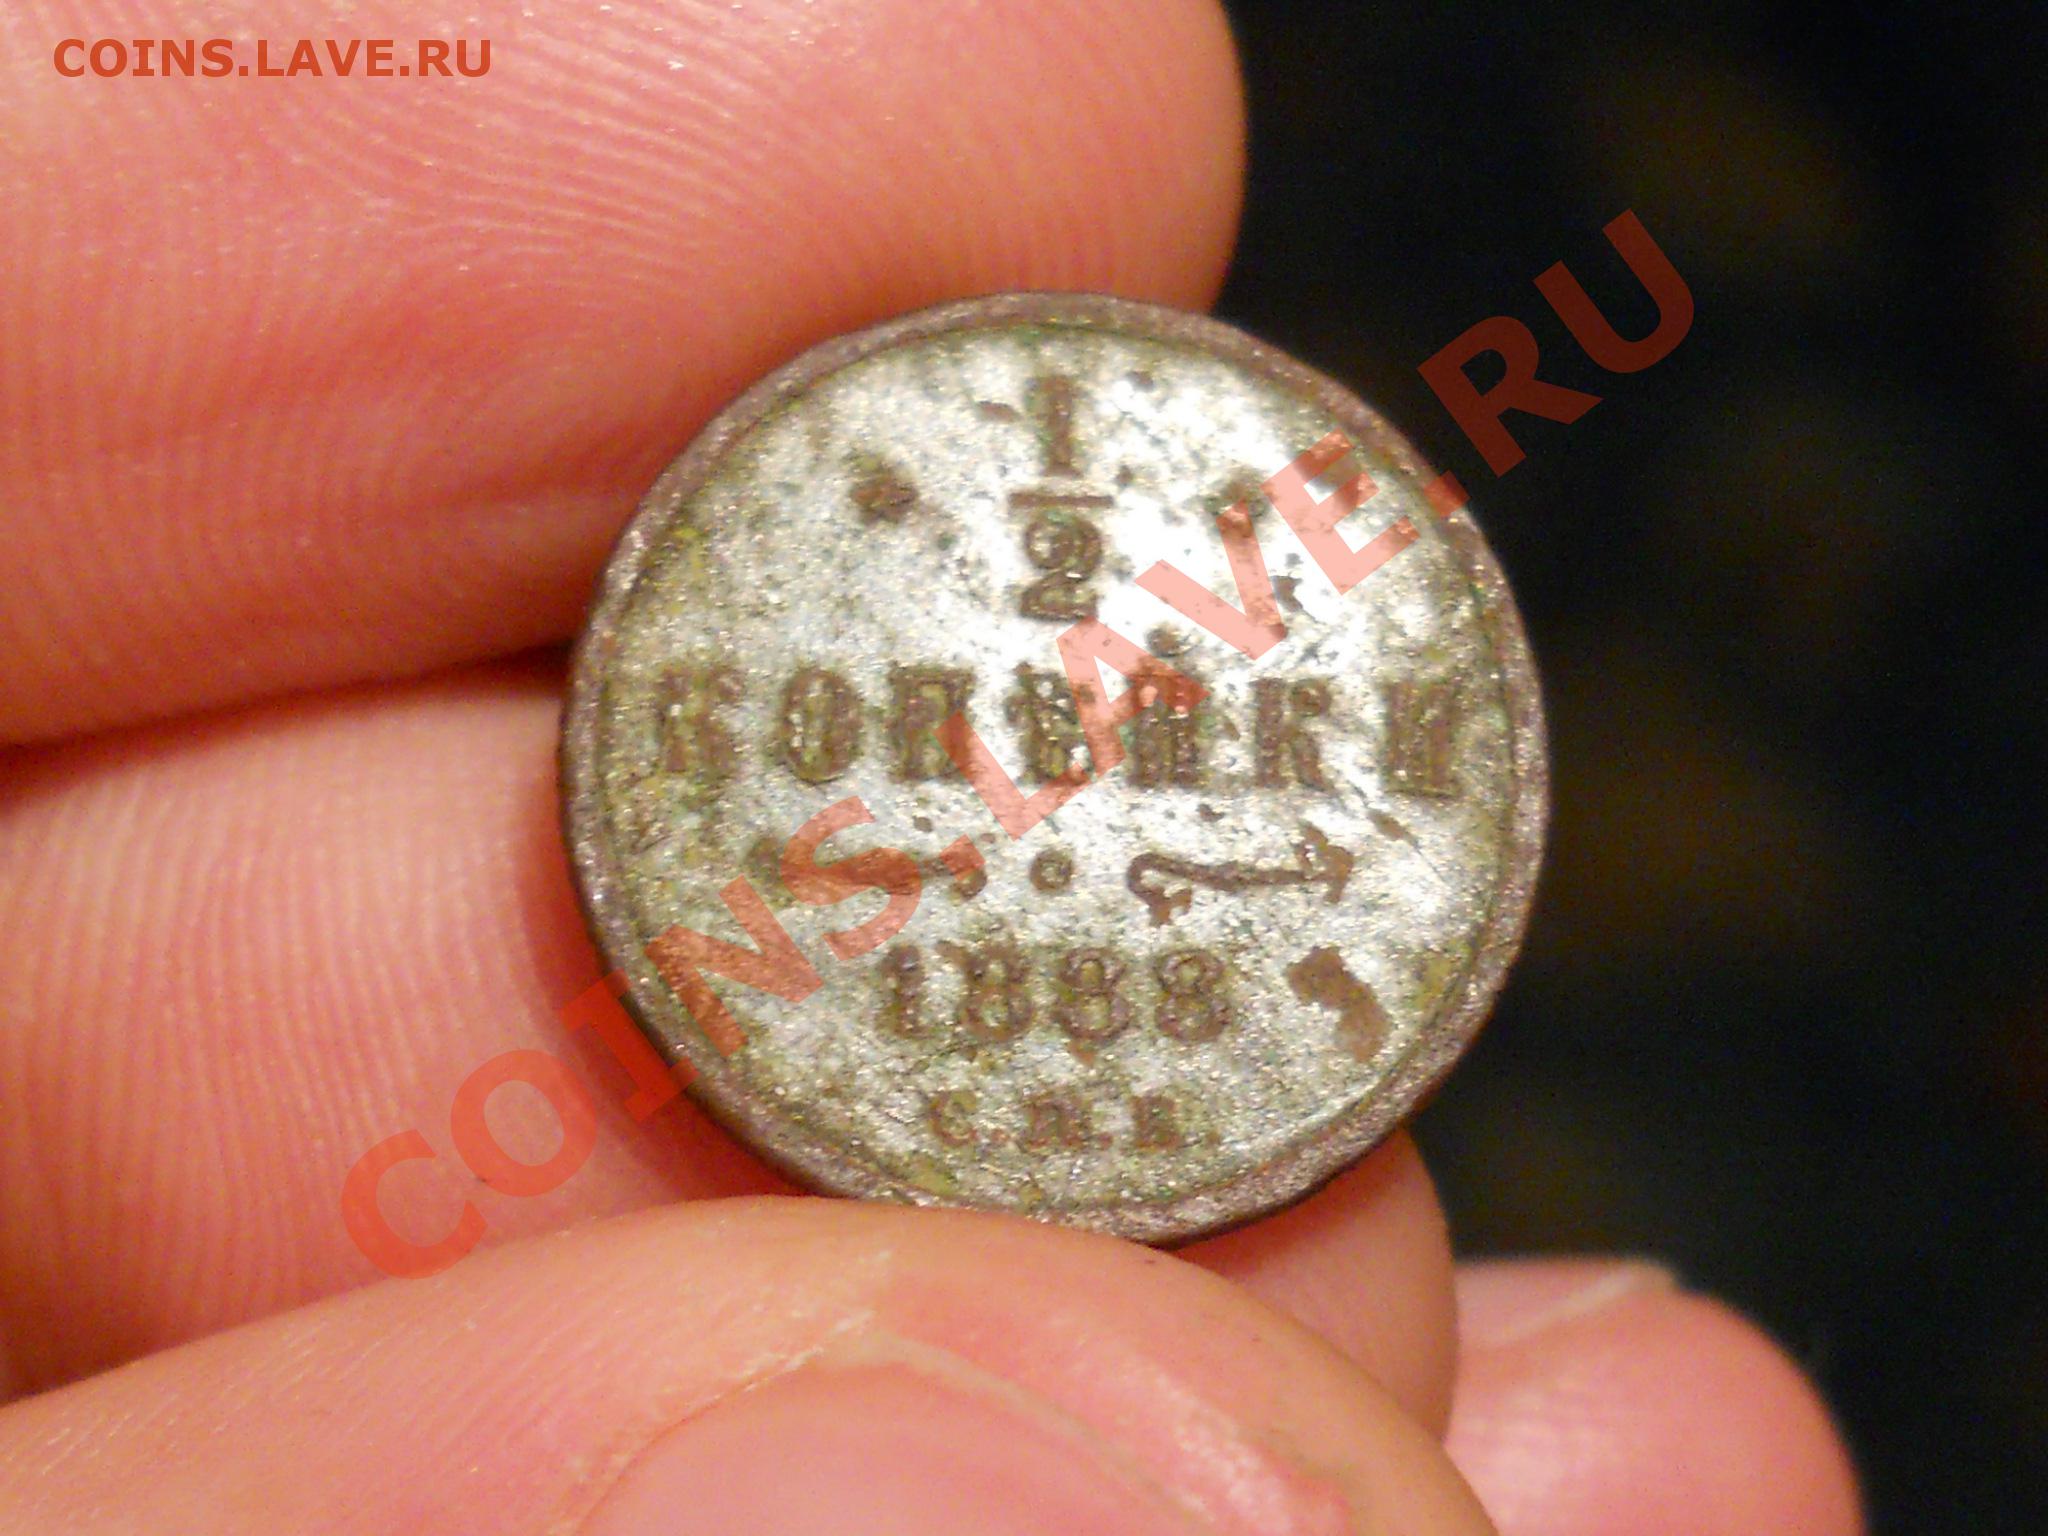 COINS.LAVE.RU
1
2
КОПѢЙКИ
1888
С.П.Б.
COINS.LAVE.RU